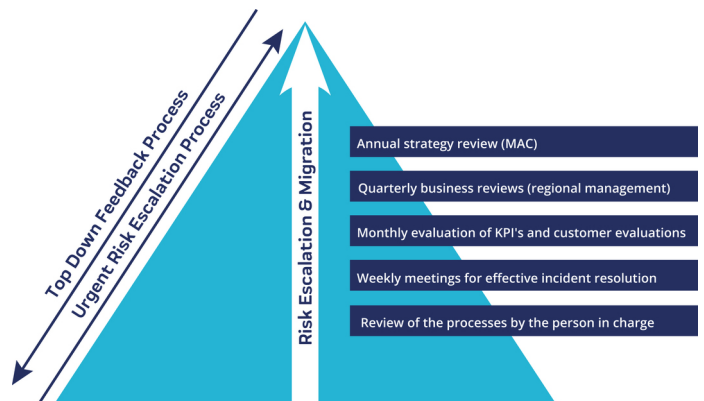 Top Down Feedback Process
Urgent Risk Escalation Process
Risk Escalation & Migration
Annual strategy review (MAC)
Quarterly business reviews (regional management)
Monthly evaluation of KPI's and customer evaluations
Weekly meetings for effective incident resolution
Review of the processes by the person in charge